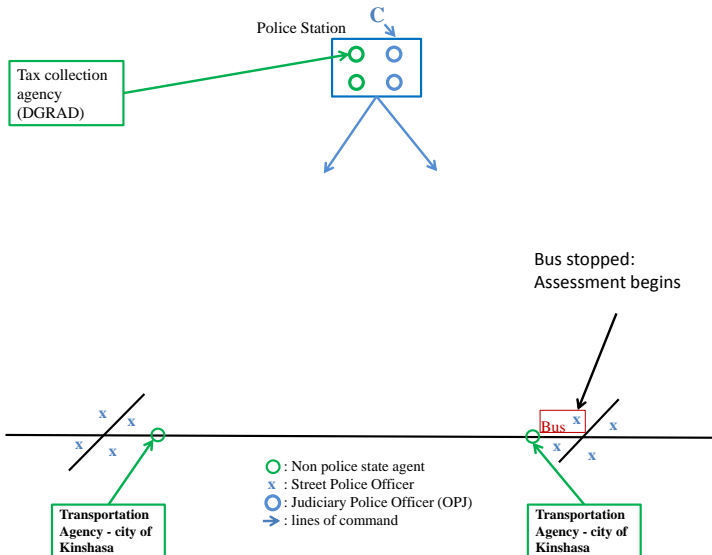 C
Police Station
Tax collection
agency
(DGRAD)
Bus stopped:
Assessment begins
x
x
x
x
Bus
x
x
x
x
: Non police state agent
x : Street Police Officer
: Judiciary Police Officer (OPJ)
: lines of command
Transportation
Agency - city of
Kinshasa
Transportation
Agency - city of
Kinshasa